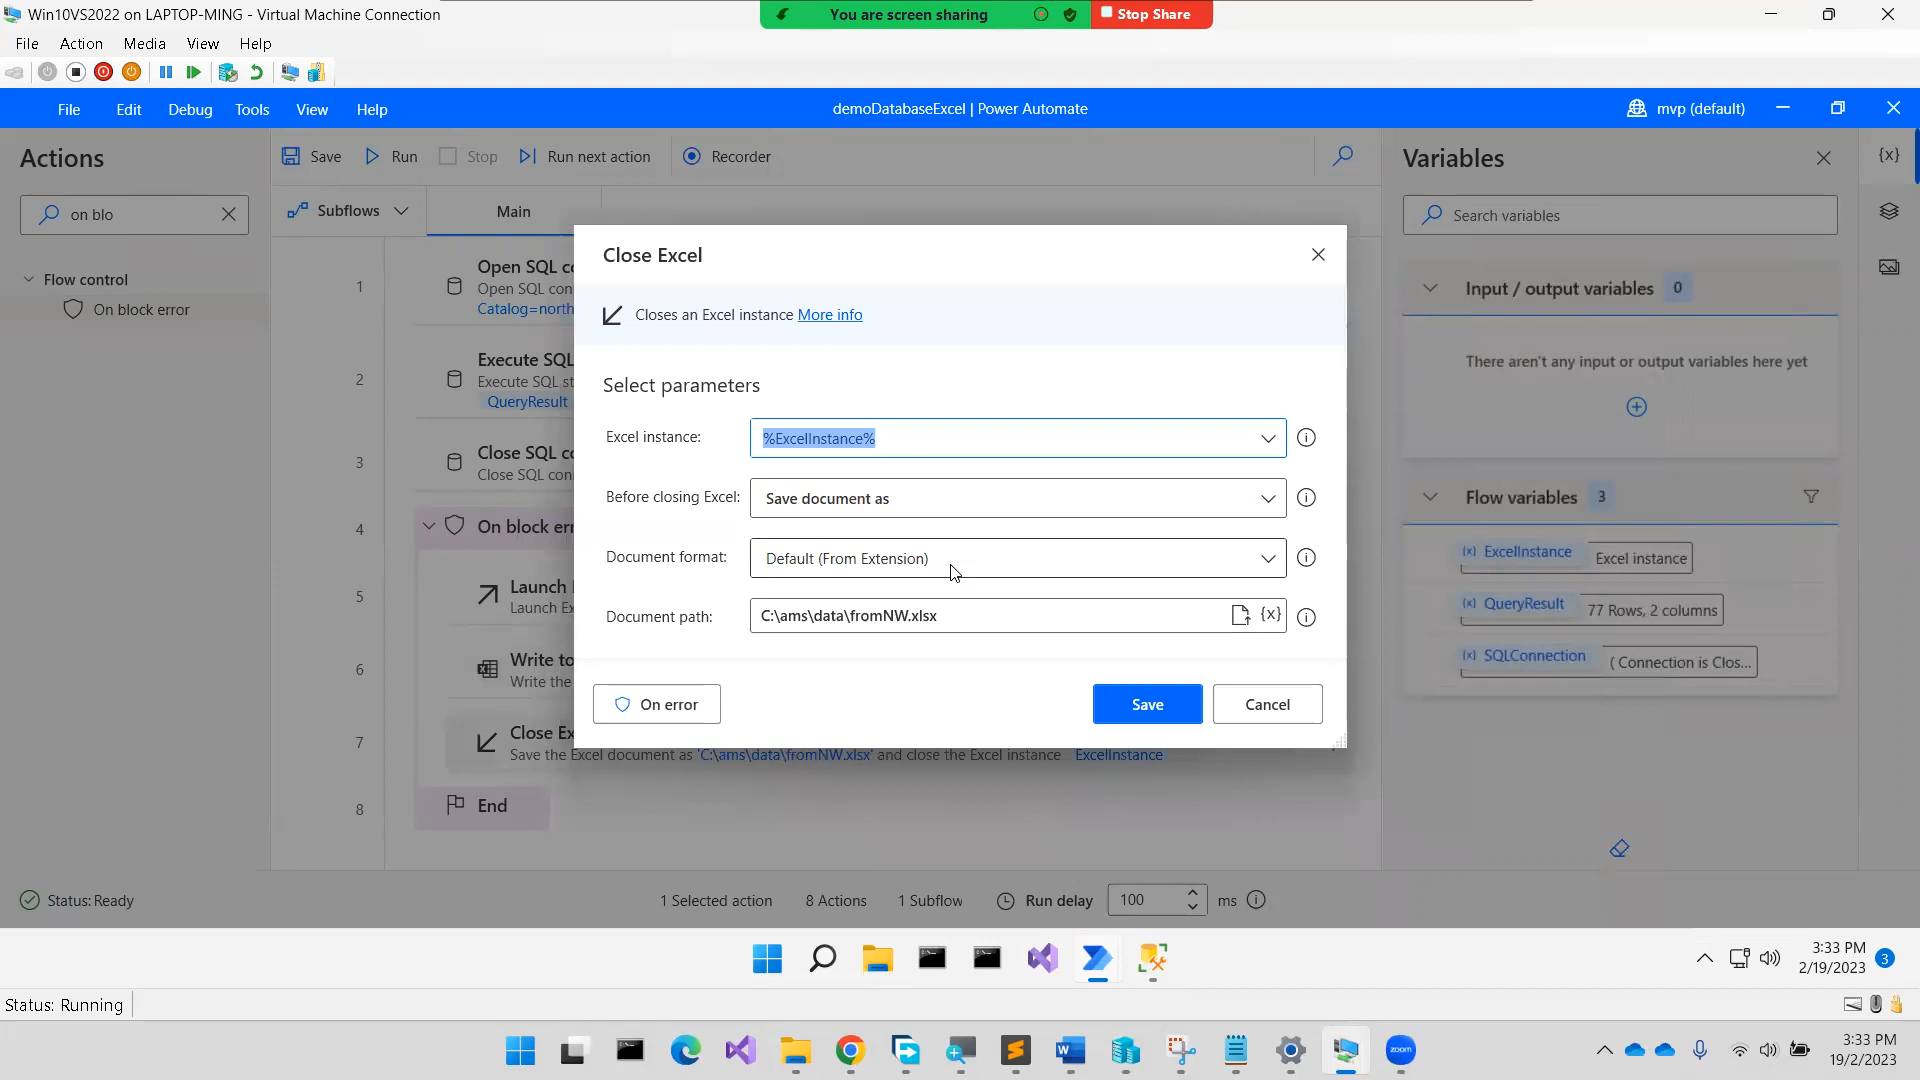 Win10VS2022 on LAPTOP-MING - Virtual Machine Connection
You are screen sharing
Stop Share
File Action Media View Help
File Edit Debug Tools View Help
demoDatabaseExcel | Power Automate
mvp (default)
Actions
Save Run Stop Run next action Recorder
Variables
{x}
on blo
Subflows
Main
Search variables
Flow control
On block error
1
Open SQL co
Open SQL con
Catalog=north
2
Execute SQL
Execute SQL st
QueryResult
3
Close SQL co
Close SQL con
4
On block err
5
Launch
Launch Ex
6
Write to
Write the
7
Close Ex
Save the Excel document as 'C:\ams\data\fromNW.xlsx' and close the Excel instance ExcelInstance
8
End
Close Excel
Closes an Excel instance More info
Select parameters
Excel instance: %ExcelInstance%
Before closing Excel: Save document as
Document format: Default (From Extension)
Document path: C:\ams\data\fromNW.xlsx {x}
On error
Save
Cancel
Input / output variables 0
There aren't any input or output variables here yet
Flow variables 3
(x) ExcelInstance Excel instance
(x) QueryResult 77 Rows, 2 columns
(x) SQLConnection ( Connection is Clos...
Status: Ready
1 Selected action
8 Actions
1 Subflow
Run delay 100 ms
3:33 PM
2/19/2023
3
Status: Running
zoom
3:33 PM
19/2/2023